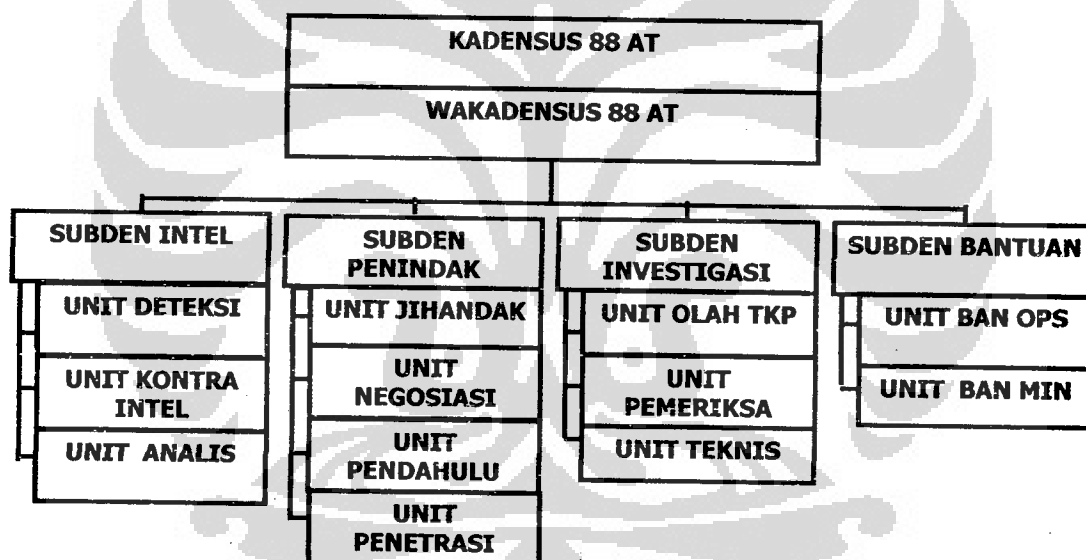 KADENSUS 88 AT
WAKADENSUS 88 AT
SUBDEN INTEL
UNIT DETEKSI
UNIT KONTRA
INTEL
UNIT ANALIS
SUBDEN
PENINDAK
UNIT JIHANDAK
UNIT
NEGOSIASI
UNIT
PENDAHULU
UNIT
PENETRASI
SUBDEN
INVESTIGASI
UNIT OLAH TKP
UNIT
PEMERIKSA
UNIT TEKNIS
SUBDEN BANTUAN
UNIT BAN OPS
UNIT BAN MIN